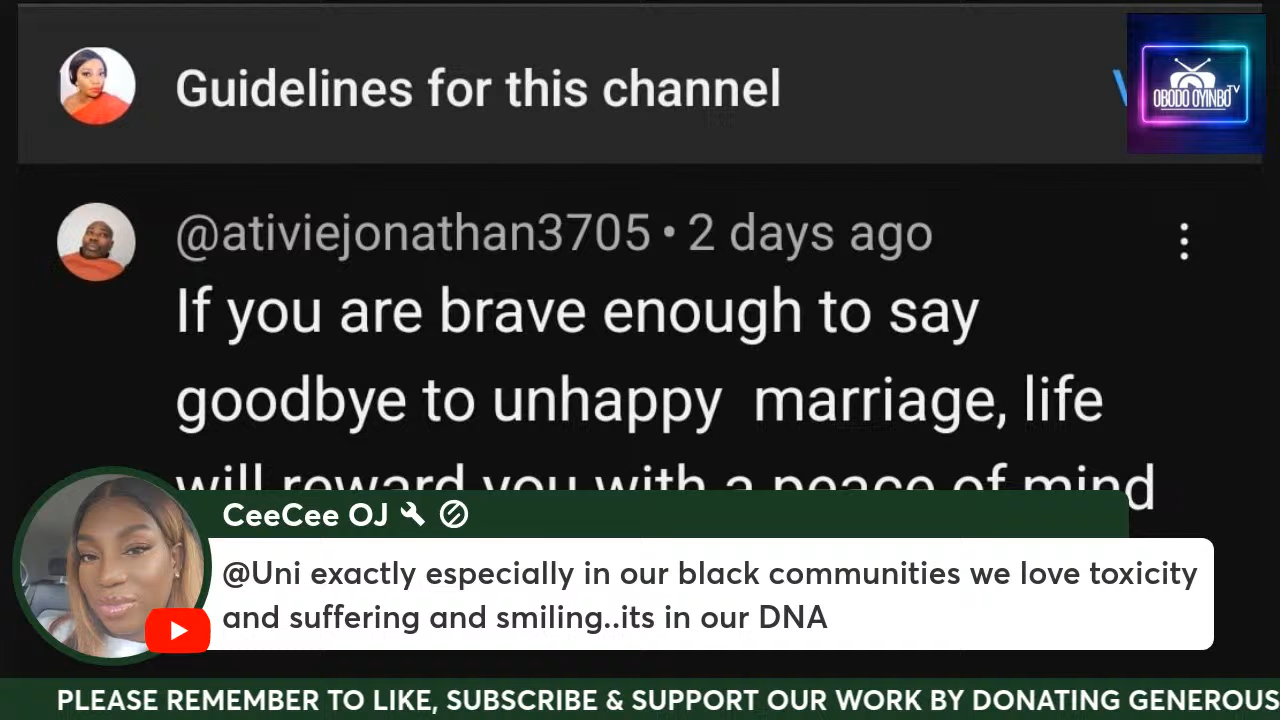 Guidelines for this channel
OBODO OYINBO TV
@ativiejonathan3705 • 2 days ago
If you are brave enough to say
goodbye to unhappy marriage, life
will reward you with a peace of mind
CeeCee OJ
@Uni exactly especially in our black communities we love toxicity
and suffering and smiling..its in our DNA
PLEASE REMEMBER TO LIKE, SUBSCRIBE & SUPPORT OUR WORK BY DONATING GENEROUS